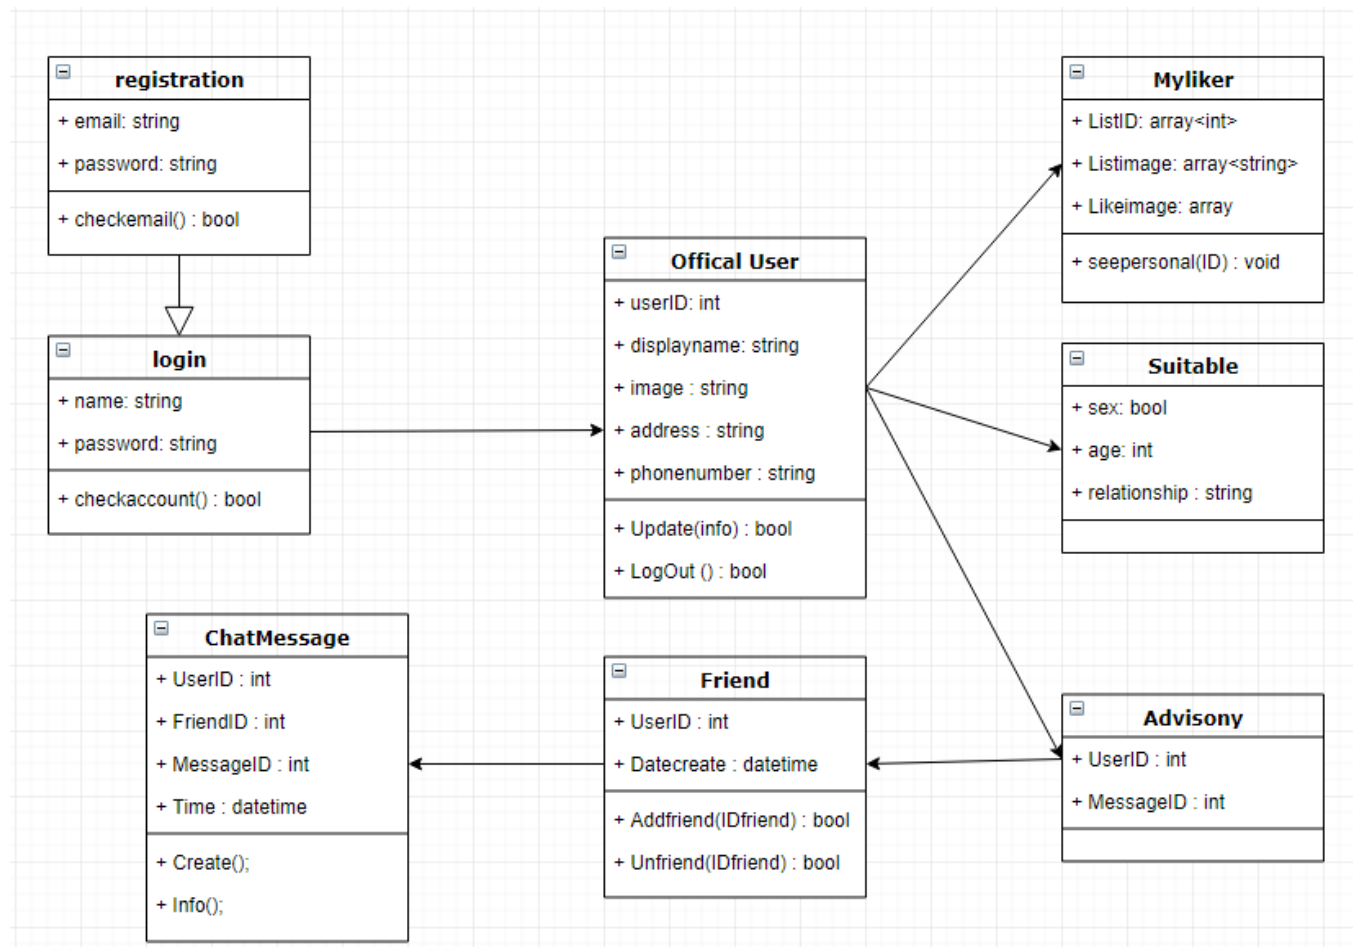 registration
+ email: string
+ password: string
+ checkemail() : bool
login
+ name: string
+ password: string
+ checkaccount() : bool
Offical User
+ userID: int
+ displayname: string
+ image : string
+ address : string
+ phonenumber : string
+ Update(info) : bool
+ LogOut () : bool
Myliker
+ ListID: array<int>
+ Listimage: array<string>
+ Likeimage: array
+ seepersonal(ID) : void
Suitable
+ sex: bool
+ age: int
+ relationship : string
ChatMessage
+ UserID : int
+ FriendID : int
+ MessageID : int
+ Time : datetime
+ Create();
+ Info();
Friend
+ UserID : int
+ Datecreate : datetime
+ Addfriend(IDfriend) : bool
+ Unfriend(IDfriend) : bool
Advisony
+ UserID : int
+ MessageID : int